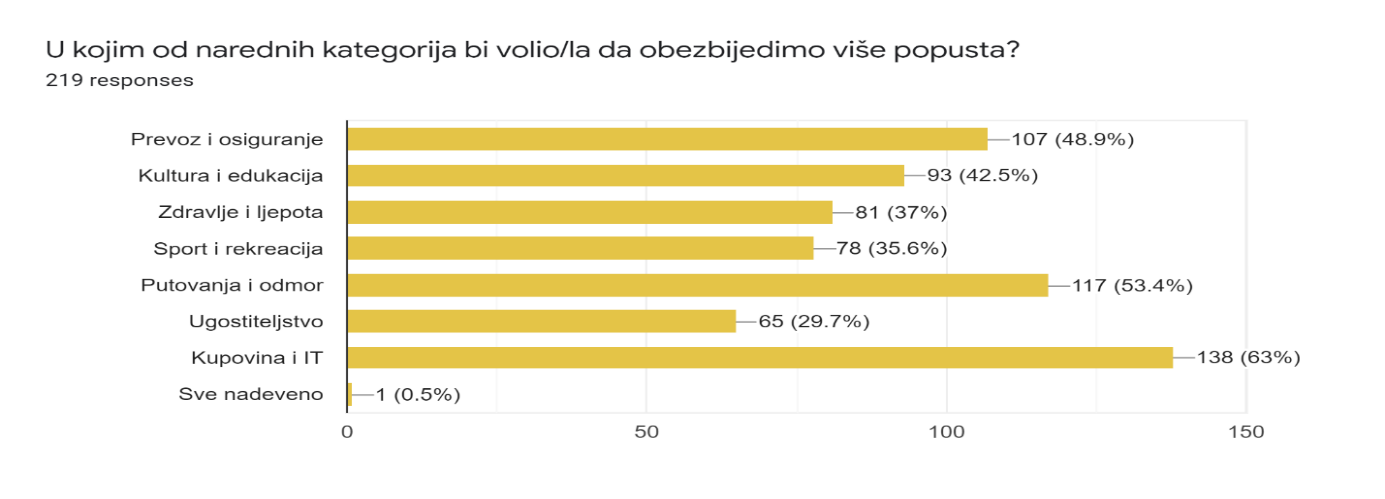 U kojim od narednih kategorija bi volio/la da obezbijedimo više popusta?
219 responses
Prevoz i osiguranje 107 (48.9%)
Kultura i edukacija 93 (42.5%)
Zdravlje i ljepota 81 (37%)
Sport i rekreacija 78 (35.6%)
Putovanja i odmor 117 (53.4%)
Ugostiteljstvo 65 (29.7%)
Kupovina i IT 138 (63%)
Sve nadeveno 1 (0.5%)
0 50 100 150